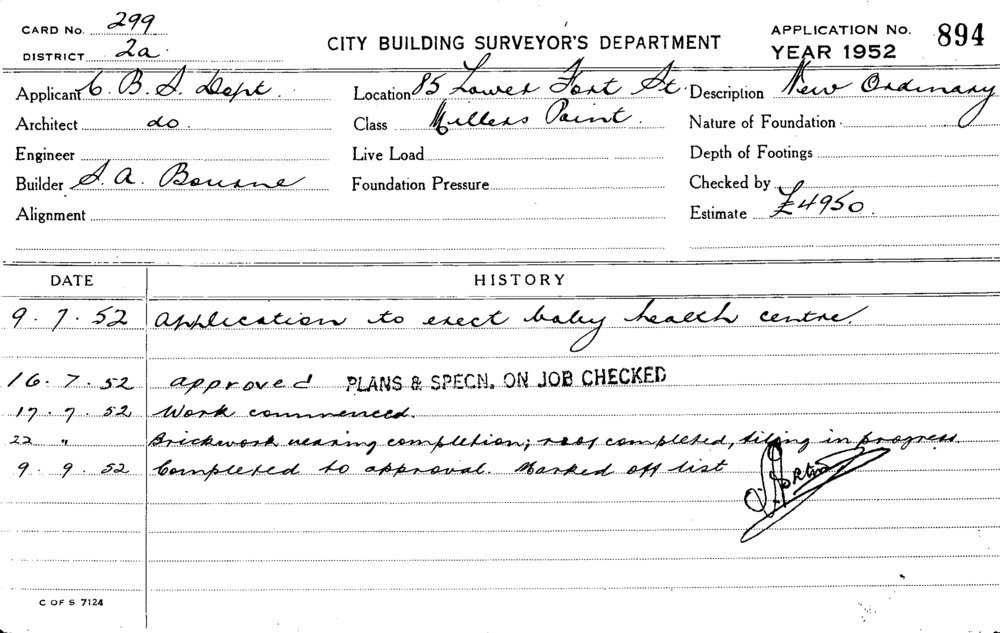 CARD No. 299
DISTRICT 2a.
CITY BUILDING SURVEYOR'S DEPARTMENT
APPLICATION No. 894
YEAR 1952
Applicant C. B. S. Dept. Location 85 Lower Fort St. Description New Ordinary
Architect do. Class Millers Point. Nature of Foundation
Engineer Live Load Depth of Footings
Builder S. A. Bourne Foundation Pressure Checked by
Alignment Estimate £4950.
DATE HISTORY
9. 7. 52 Application to erect baby health centre.
16. 7. 52 approved PLANS & SPECN. ON JOB CHECKED
17. 7. 52 Work commenced.
22 " Brickwork nearing completion; roof completed, tiling in progress.
9. 9. 52 Completed to approval. Marked off list
C OF S 7124